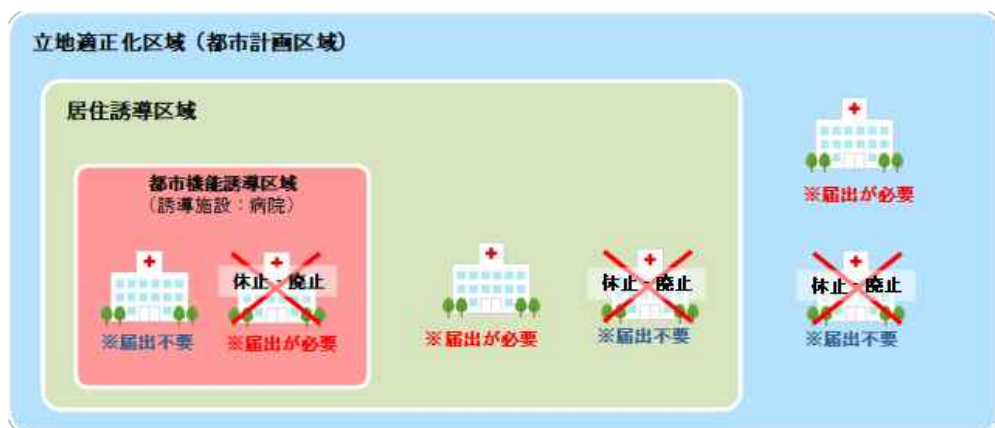 立地適正化区域（都市計画区域）
居住誘導区域
都市機能誘導区域
（誘導施設：病院）
※届出不要
休止・廃止
※届出が必要
※届出が必要
休止・廃止
※届出不要
※届出が必要
休止・廃止
※届出不要